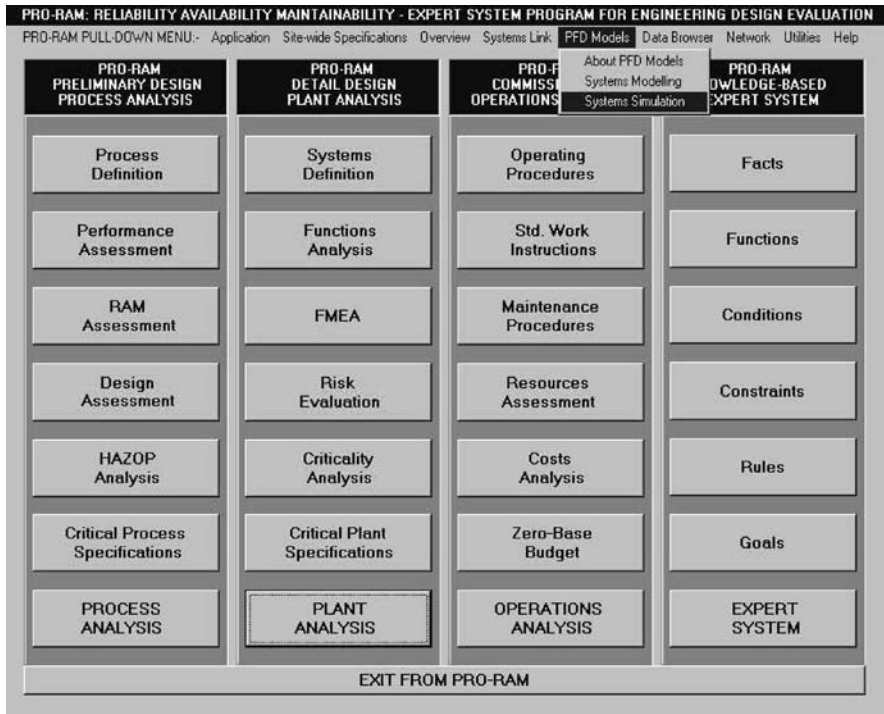 PRO-RAM: RELIABILITY AVAILABILITY MAINTAINABILITY - EXPERT SYSTEM PROGRAM FOR ENGINEERING DESIGN EVALUATION
PRO-RAM PULL-DOWN MENU:- Application Site-wide Specifications Overview Systems Link PFD Models Data Browser Network Utilities Help
About PFD Models
Systems Modelling
Systems Simulation
PRO-RAM
PRELIMINARY DESIGN
PROCESS ANALYSIS
Process
Definition
Performance
Assessment
RAM
Assessment
Design
Assessment
HAZOP
Analysis
Critical Process
Specifications
PROCESS
ANALYSIS
PRO-RAM
DETAIL DESIGN
PLANT ANALYSIS
Systems
Definition
Functions
Analysis
FMEA
Risk
Evaluation
Criticality
Analysis
Critical Plant
Specifications
PLANT
ANALYSIS
PRO-
COMMISS
OPERATIONS
Operating
Procedures
Std. Work
Instructions
Maintenance
Procedures
Resources
Assessment
Costs
Analysis
Zero-Base
Budget
OPERATIONS
ANALYSIS
PRO-RAM
OWLEDGE-BASED
EXPERT SYSTEM
Facts
Functions
Conditions
Constraints
Rules
Goals
EXPERT
SYSTEM
EXIT FROM PRO-RAM